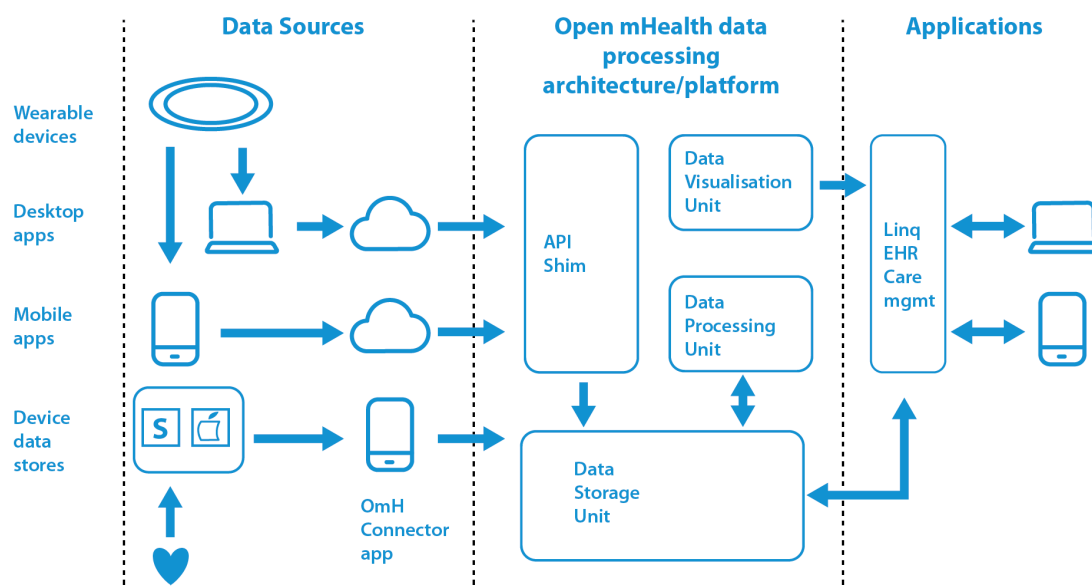 Data Sources
Open mHealth data
processing
architecture/platform
Applications
Wearable
devices
Desktop
apps
Mobile
apps
Device
data
stores
S
OmH
Connector
app
API
Shim
Data
Visualisation
Unit
Data
Processing
Unit
Data
Storage
Unit
Linq
EHR
Care
mgmt